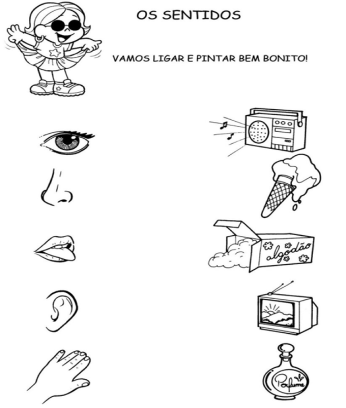 OS SENTIDOS
VAMOS LIGAR E PINTAR BEM BONITO!
algodão
Perfume